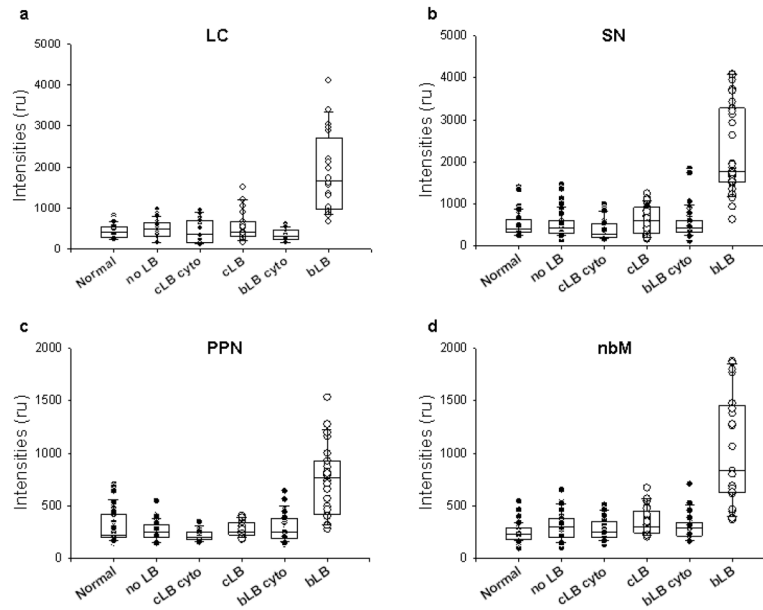 a
LC
Intensities (ru)
5000
4000
3000
2000
1000
0
Normal
no LB
cLB cyto
cLB
bLB cyto
bLB
b
SN
Intensities (ru)
5000
4000
3000
2000
1000
0
Normal
no LB
cLB cyto
cLB
bLB cyto
bLB
c
PPN
Intensities (ru)
2000
1500
1000
500
0
Normal
no LB
cLB cyto
cLB
bLB cyto
bLB
d
nbM
Intensities (ru)
2000
1500
1000
500
0
Normal
no LB
cLB cyto
cLB
bLB cyto
bLB